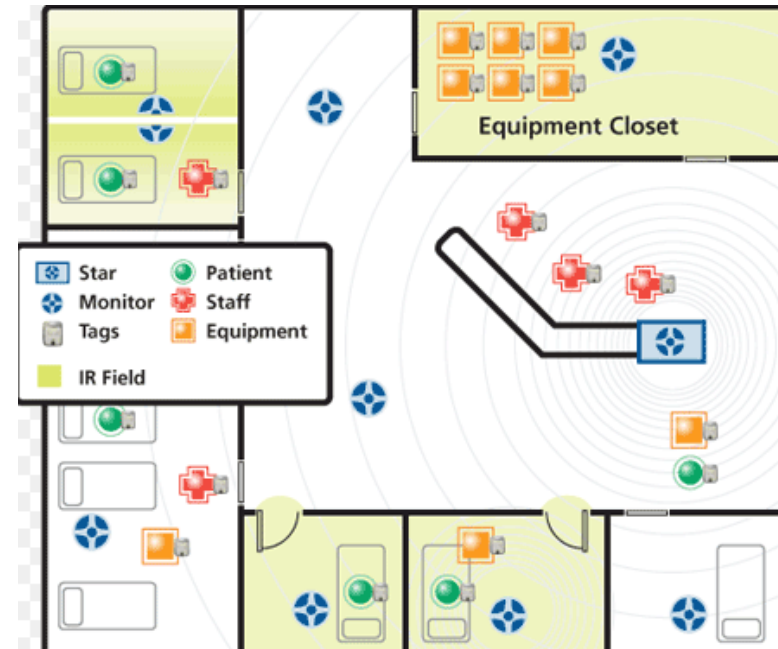 Equipment Closet
Star
Patient
Monitor
Staff
Tags
Equipment
IR Field